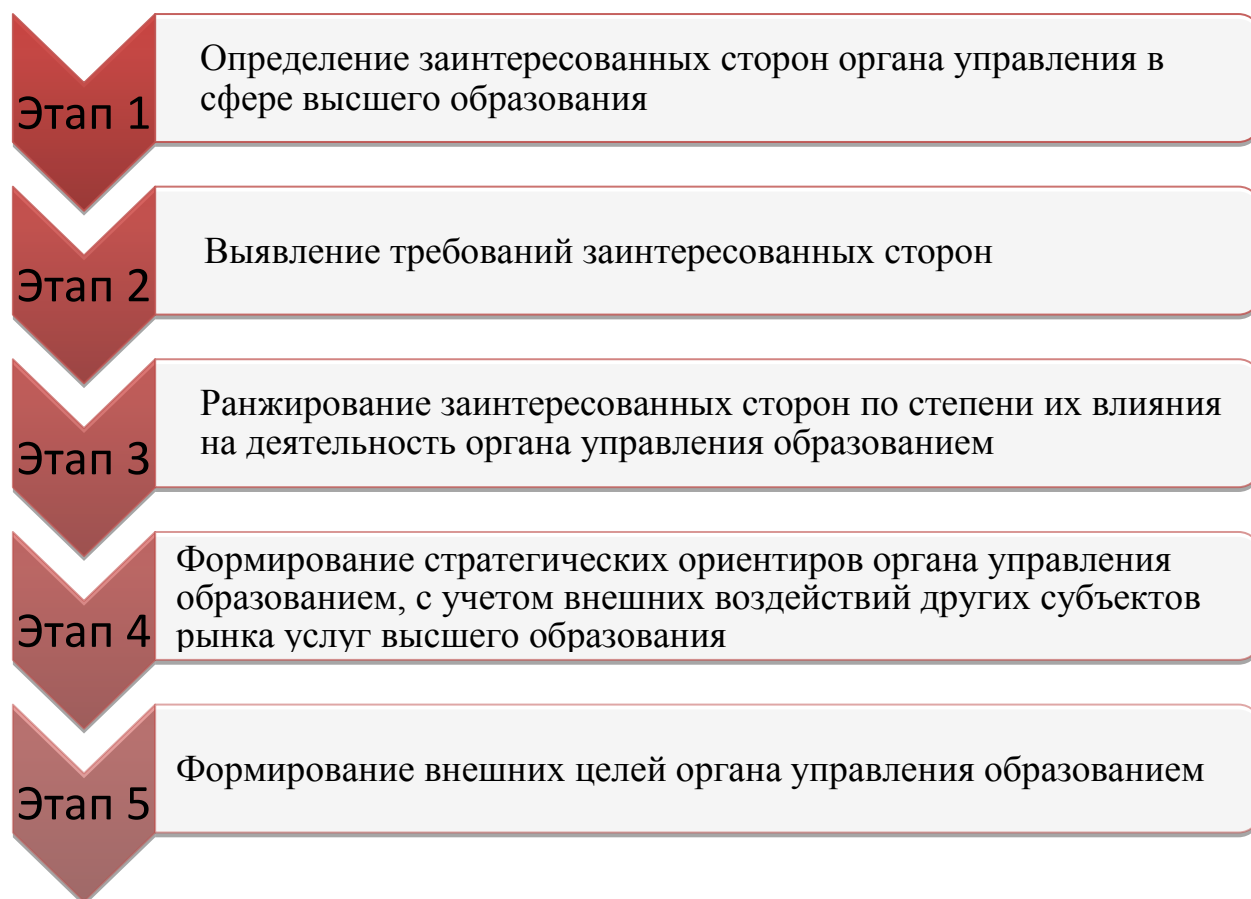 Этап 1
Определение заинтересованных сторон органа управления в
сфере высшего образования
Этап 2
Выявление требований заинтересованных сторон
Этап 3
Ранжирование заинтересованных сторон по степени их влияния
на деятельность органа управления образованием
Этап 4
Формирование стратегических ориентиров органа управления
образованием, с учетом внешних воздействий других субъектов
рынка услуг высшего образования
Этап 5
Формирование внешних целей органа управления образованием